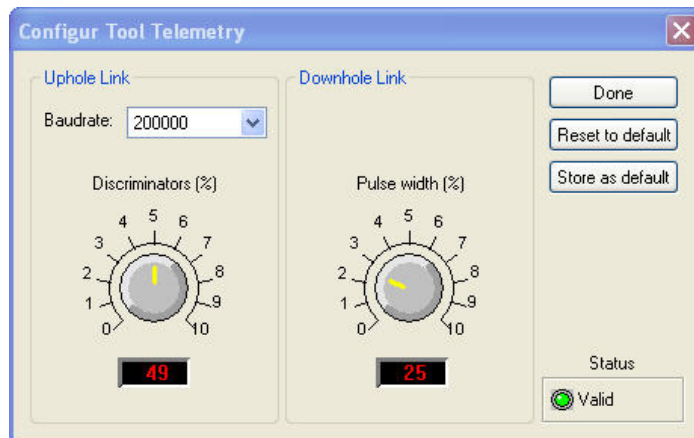 Configur Tool Telemetry
Uphole Link
Baudrate: 200000
Discriminators (%)
0 1 2 3 4 5 6 7 8 9 10
49
Downhole Link
Pulse width (%)
0 1 2 3 4 5 6 7 8 9 10
25
Done
Reset to default
Store as default
Status
Valid